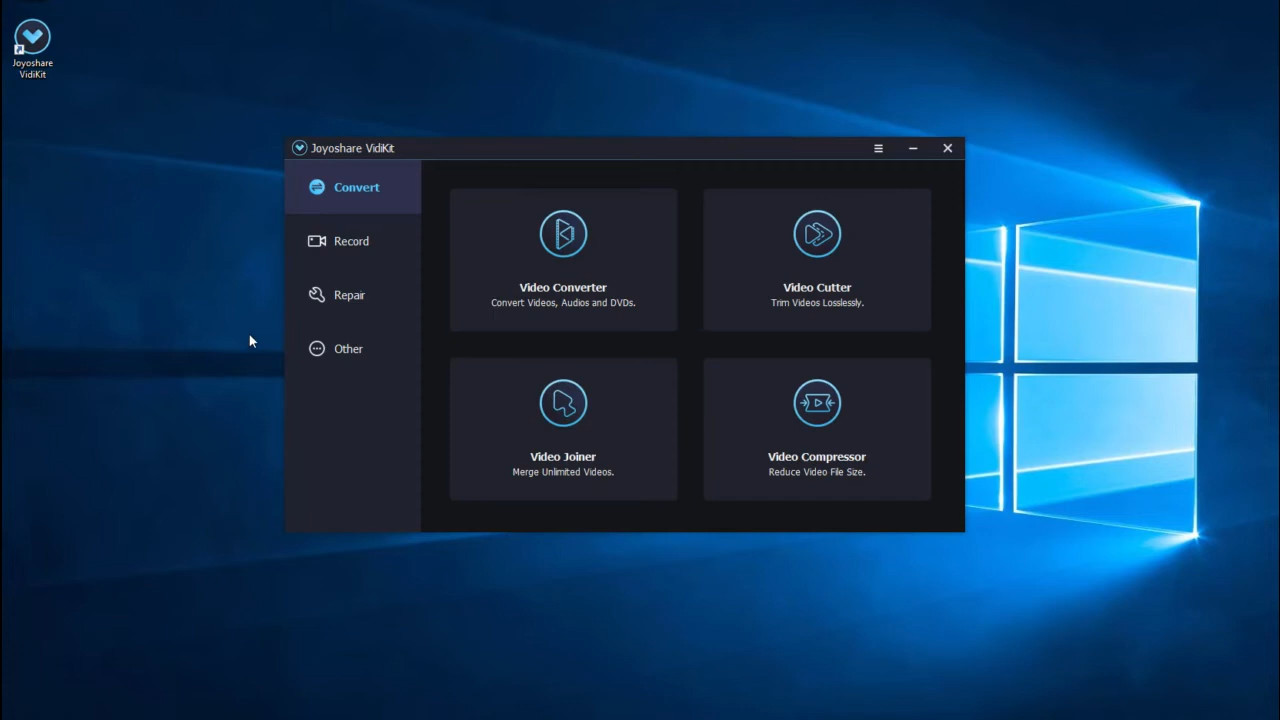 Joyoshare
VidiKit
Joyoshare VidiKit
Convert
Record
Repair
Other
Video Converter
Convert Videos, Audios and DVDs.
Video Cutter
Trim Videos Losslessly.
Video Joiner
Merge Unlimited Videos.
Video Compressor
Reduce Video File Size.